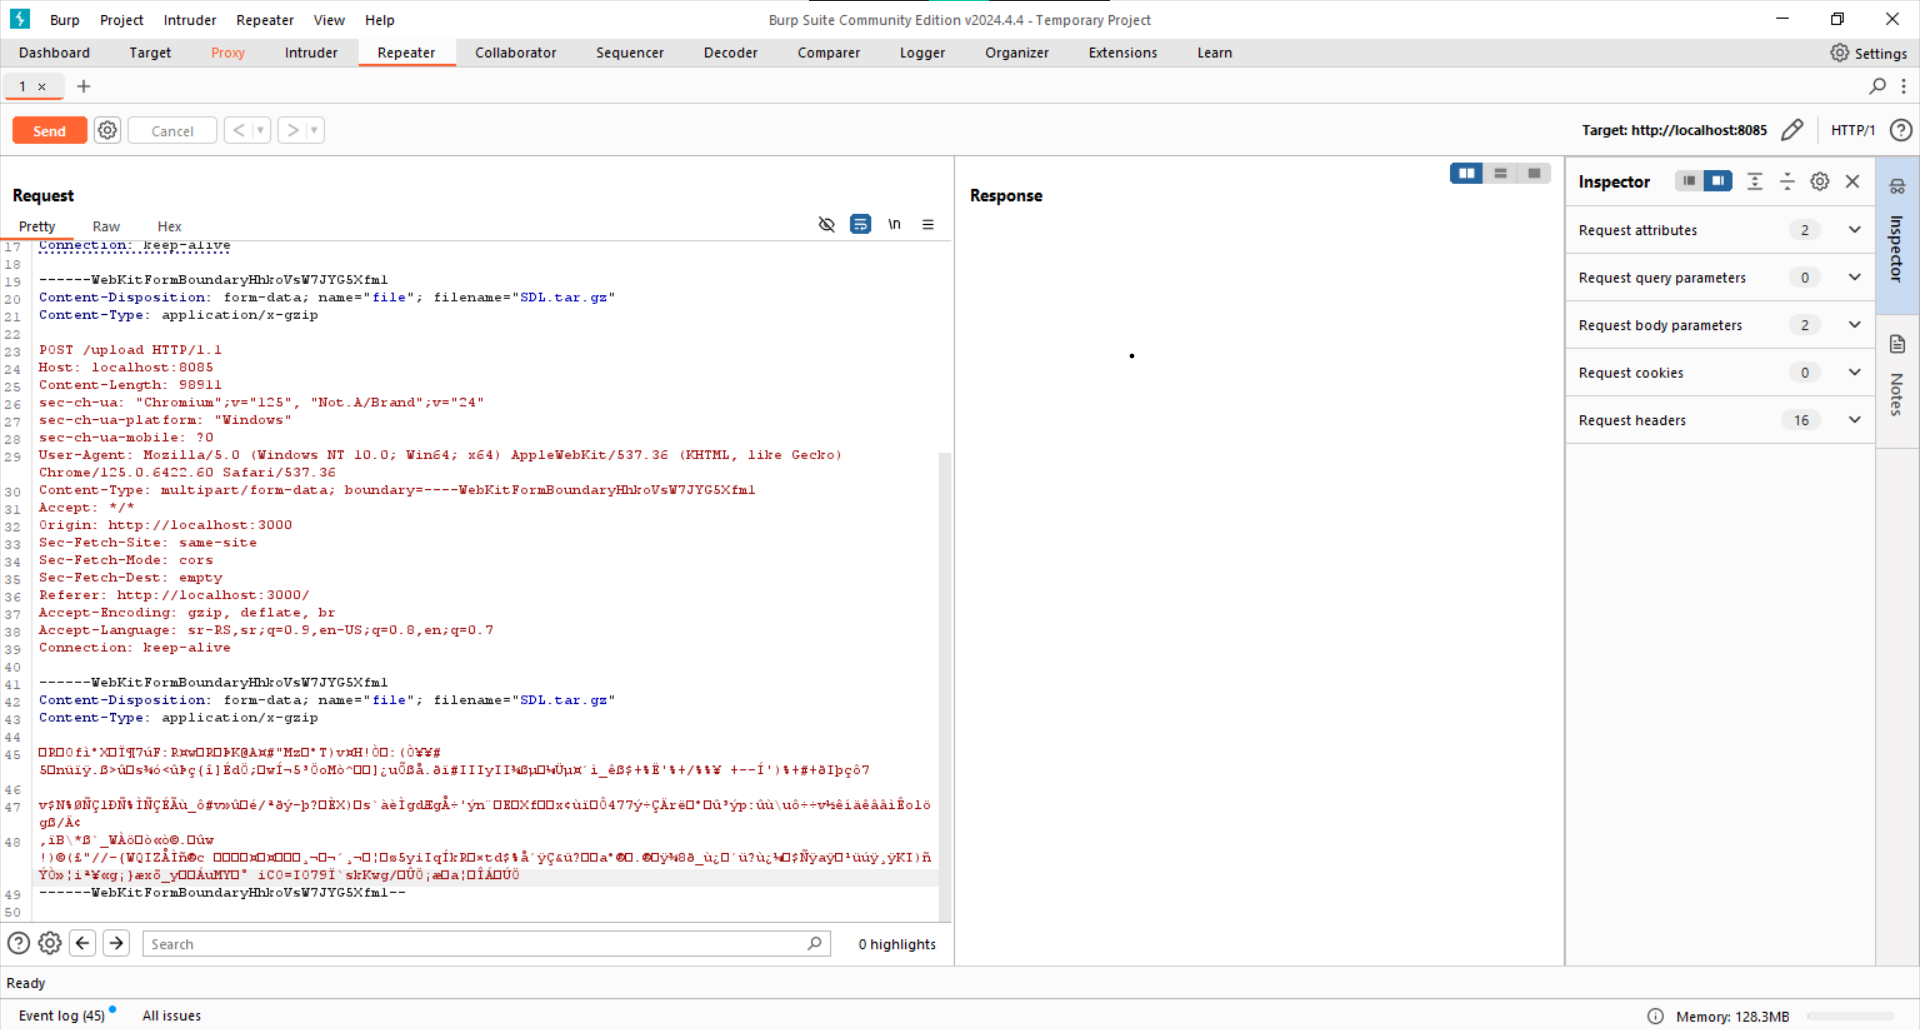 Burp Project Intruder Repeater View Help
Burp Suite Community Edition v2024.4.4 - Temporary Project
Dashboard Target Proxy Intruder Repeater Collaborator Sequencer Decoder Comparer Logger Organizer Extensions Learn
Settings
1 ×
Send Cancel < >
Target: http://localhost:8085 HTTP/1
Request
Pretty Raw Hex
\n
17 Connection: keep-alive
18
19 ------WebKitFormBoundaryHhkoVsW7JYG5Xfml
20 Content-Disposition: form-data; name="file"; filename="SDL.tar.gz"
21 Content-Type: application/x-gzip
22
23 POST /upload HTTP/1.1
24 Host: localhost:8085
25 Content-Length: 98911
26 sec-ch-ua: "Chromium";v="125", "Not.A/Brand";v="24"
27 sec-ch-ua-platform: "Windows"
28 sec-ch-ua-mobile: ?0
29 User-Agent: Mozilla/5.0 (Windows NT 10.0; Win64; x64) AppleWebKit/537.36 (KHTML, like Gecko)
Chrome/125.0.6422.60 Safari/537.36
30 Content-Type: multipart/form-data; boundary=----WebKitFormBoundaryHhkoVsW7JYG5Xfml
31 Accept: */*
32 Origin: http://localhost:3000
33 Sec-Fetch-Site: same-site
34 Sec-Fetch-Mode: cors
35 Sec-Fetch-Dest: empty
36 Referer: http://localhost:3000/
37 Accept-Encoding: gzip, deflate, br
38 Accept-Language: sr-RS,sr;q=0.9,en-US;q=0.8,en;q=0.7
39 Connection: keep-alive
40
41 ------WebKitFormBoundaryHhkoVsW7JYG5Xfml
42 Content-Disposition: form-data; name="file"; filename="SDL.tar.gz"
43 Content-Type: application/x-gzip
44
45
46
47
48
49 ------WebKitFormBoundaryHhkoVsW7JYG5Xfml--
50
Search
0 highlights
Response
Inspector
Request attributes 2
Request query parameters 0
Request body parameters 2
Request cookies 0
Request headers 16
Inspector
Notes
Ready
Event log (45) All issues
Memory: 128.3MB